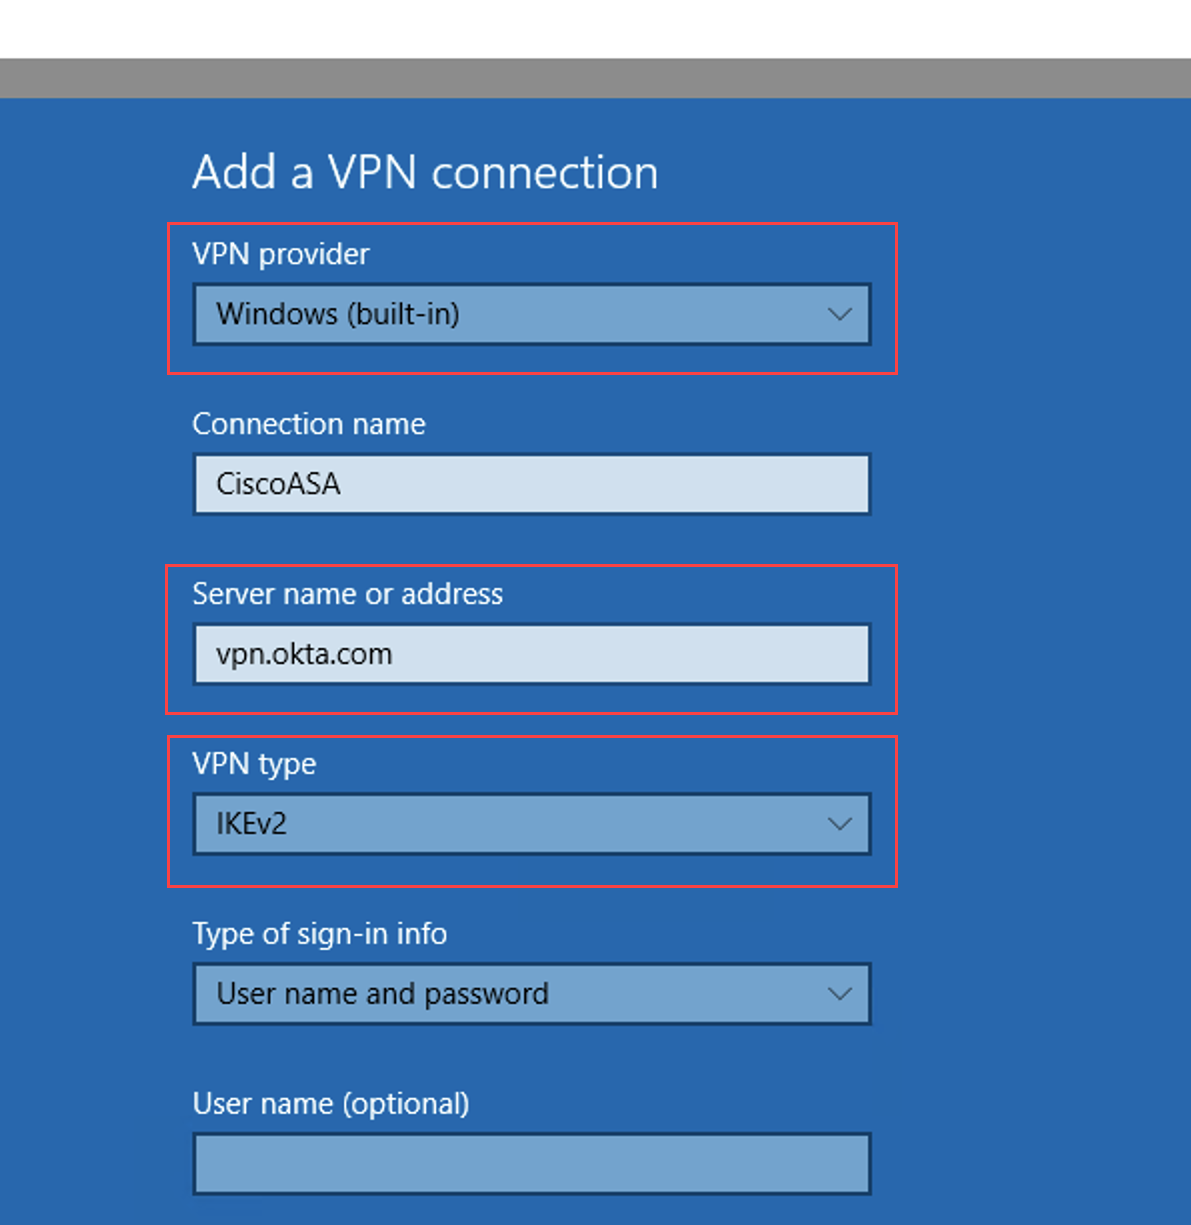 Add a VPN connection
VPN provider
Windows (built-in)
Connection name
CiscoASA
Server name or address
vpn.okta.com
VPN type
IKEv2
Type of sign-in info
User name and password
User name (optional)